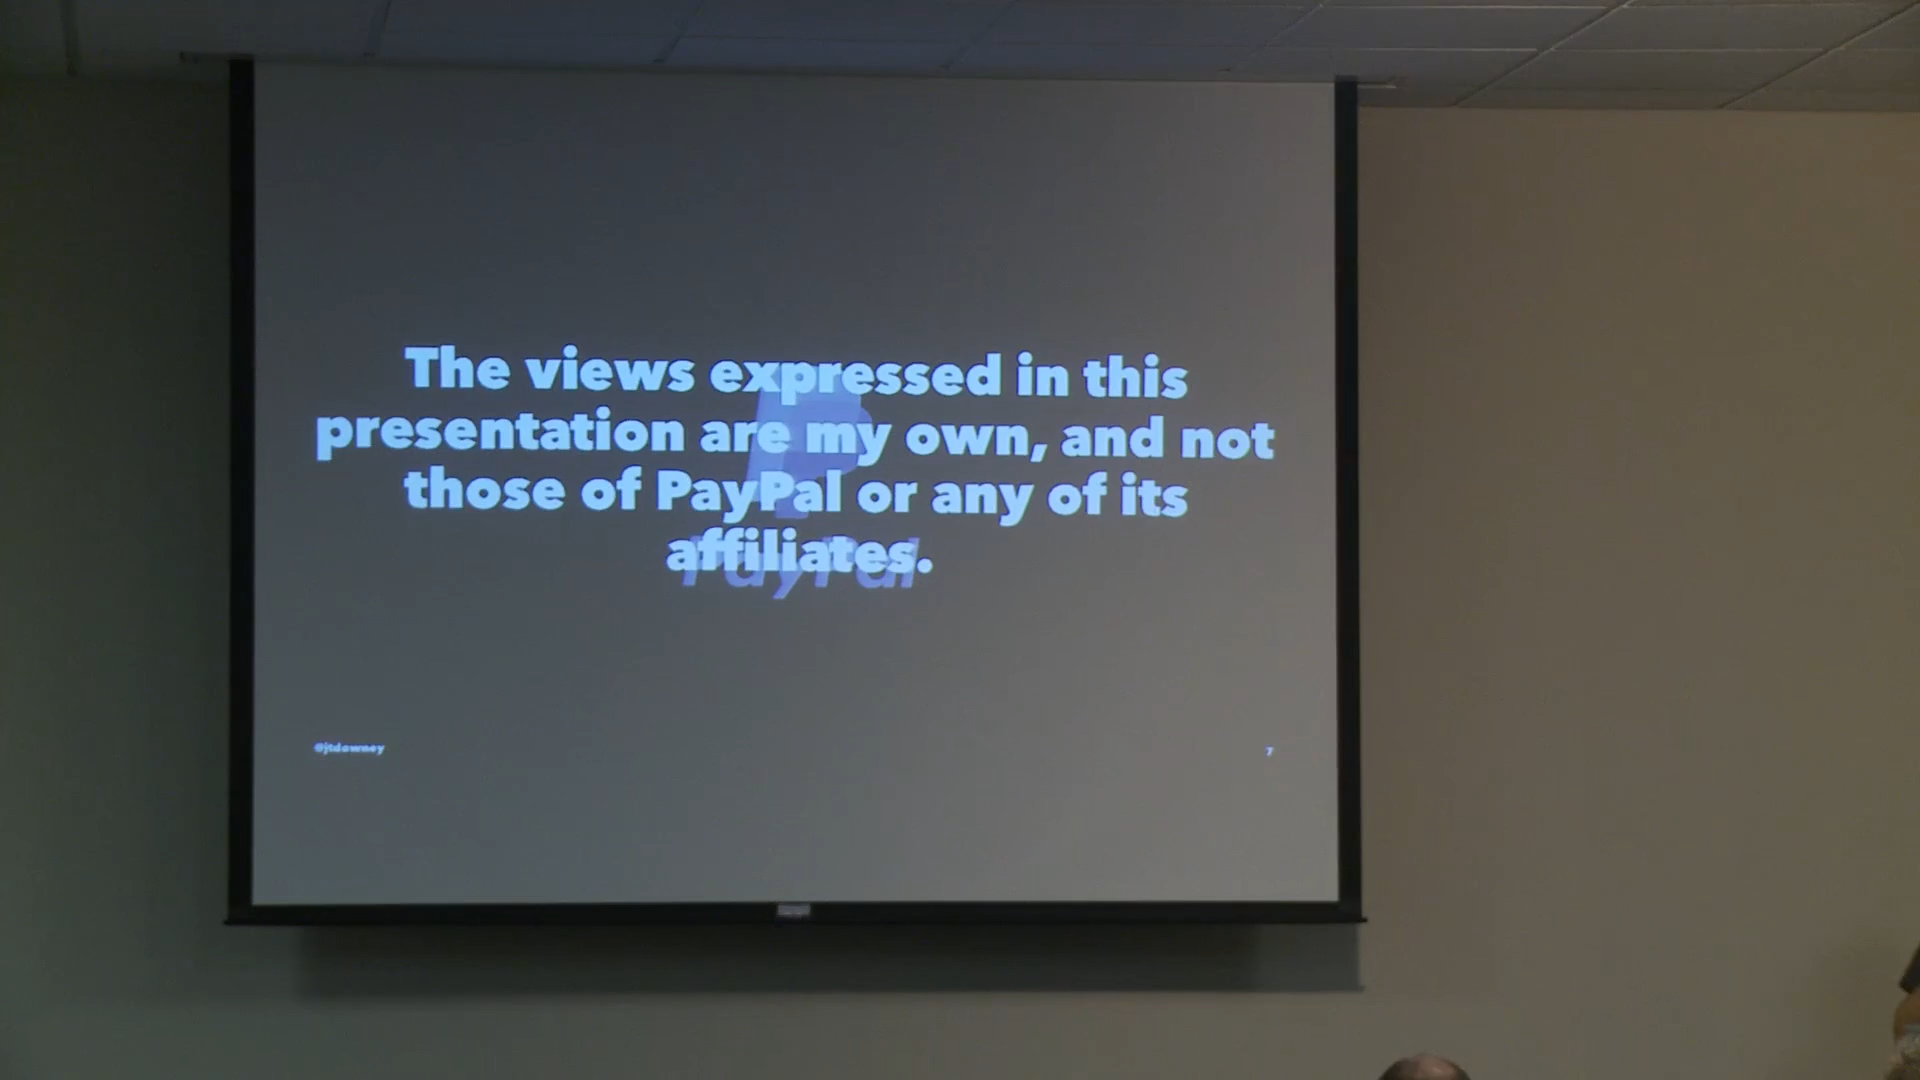 The views expressed in this
presentation are my own, and not
those of PayPal or any of its
affiliates.
PayPal
@jtdowney
7